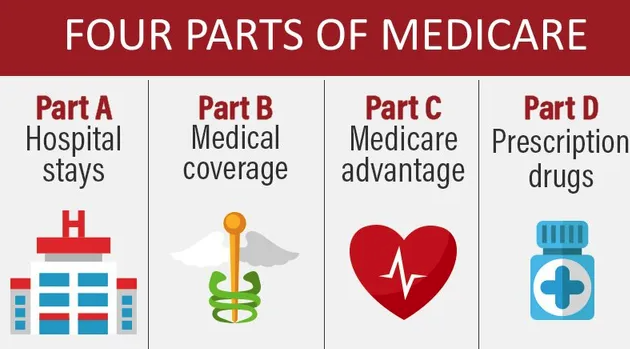 FOUR PARTS OF MEDICARE
Part A
Hospital
stays
Part B
Medical
coverage
Part C
Medicare
advantage
Part D
Prescription
drugs
H